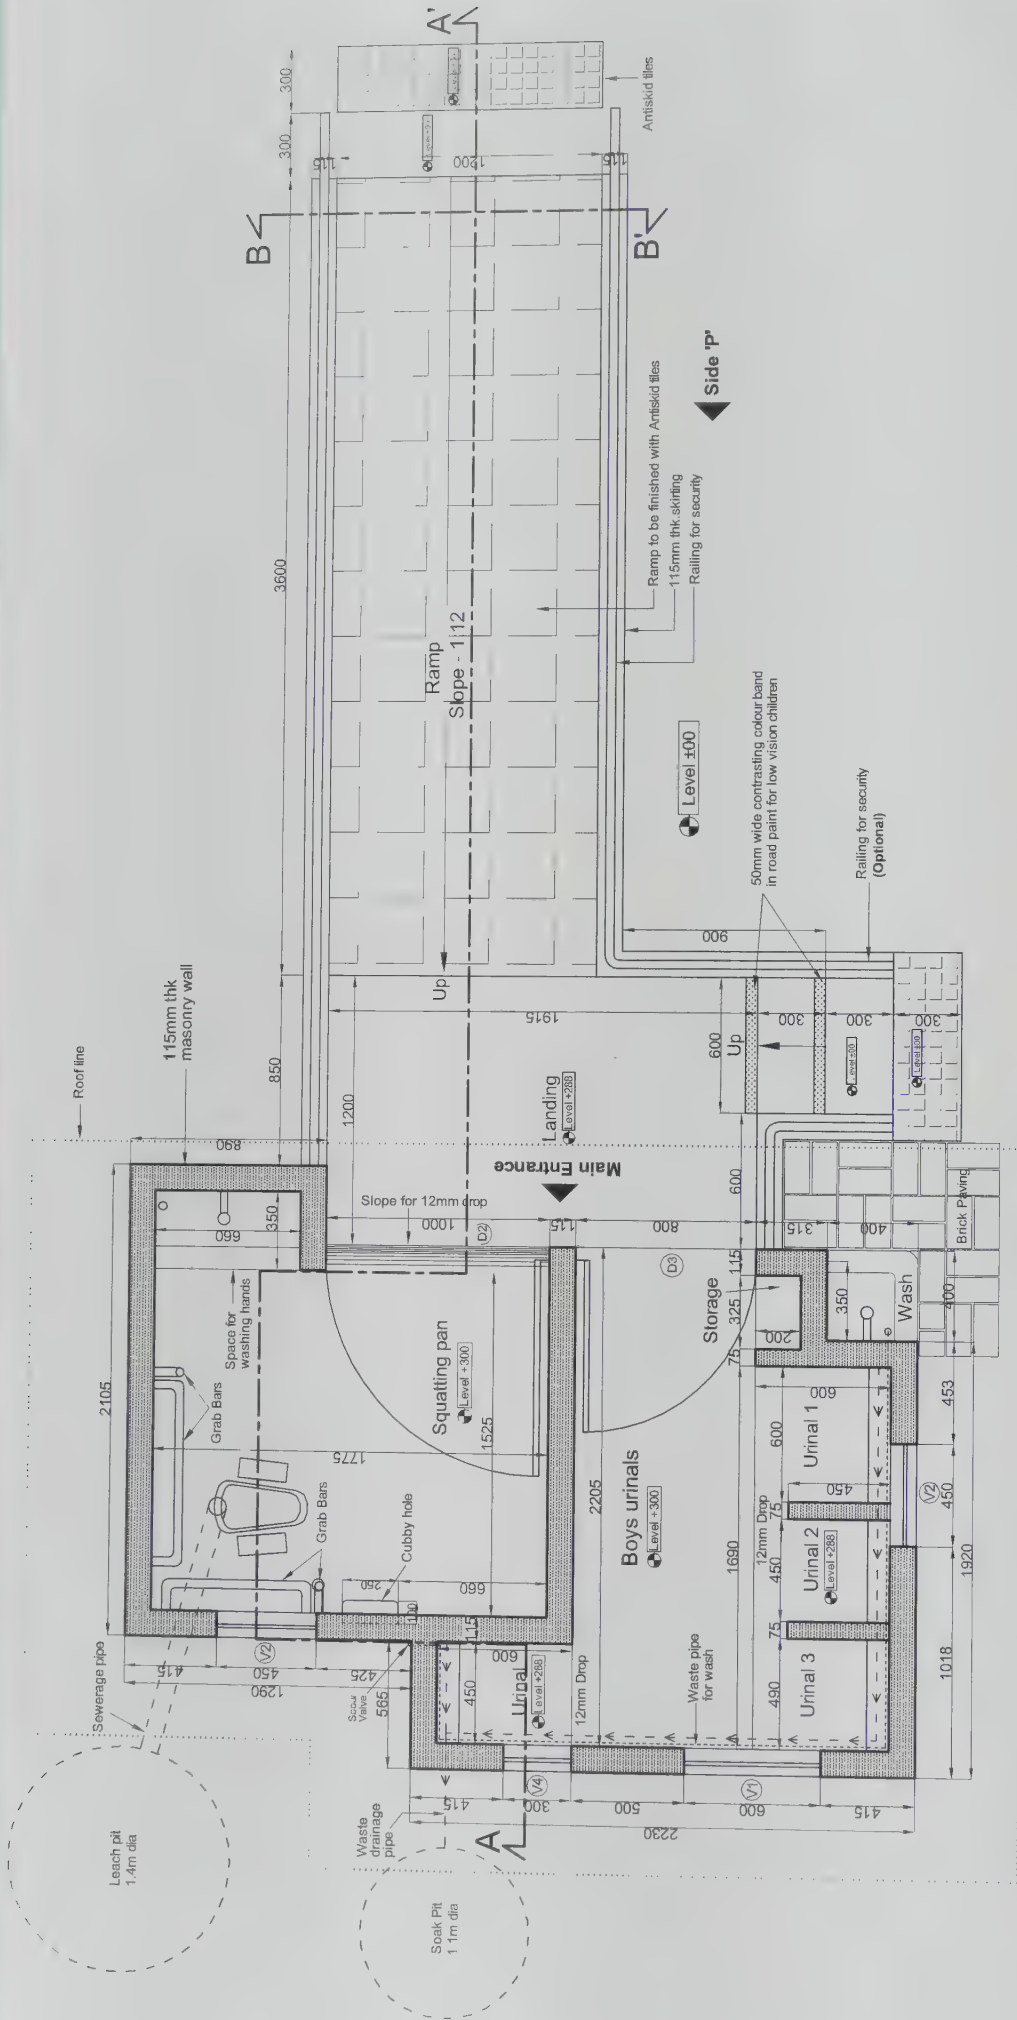 A'
A
B
B'
300
300
115
1200
115
Antiskid tiles
3600
Ramp
Slope - 1:12
Up
Side 'P'
Ramp to be finished with Antiskid tiles
115mm thk.skirting
Railing for security
Level ±00
50mm wide contrasting colour band
in road paint for low vision children
Railing for security
(Optional)
900
1915
600
Up
300
300
300
Level ±00
Level ±00
115mm thk
masonry wall
Roof line
850
1200
890
Landing
Level +288
Main Entrance
600
Slope for 12mm drop
1000
D2
115
800
D3
315
400
Brick Paving
2105
660
350
Space for
washing hands
Grab Bars
Squatting pan
Level +300
1525
1775
Grab Bars
Cubby hole
250
100
660
Storage
115
325
75
200
350
Wash
400
2205
Boys urinals
Level +300
1690
600
600
Urinal 1
453
450
75
12mm Drop
450
Urinal 2
Level +288
V2
450
1920
75
490
Urinal 3
1018
Waste pipe
for wash
V2
415
450
425
1290
Sewerage pipe
Scour
Valve
565
450
115
600
Urinal
Level +288
12mm Drop
V4
V1
415
300
500
600
415
2230
Waste
drainage
pipe
Leach pit
1.4m dia
Soak Pit
1 1m dia